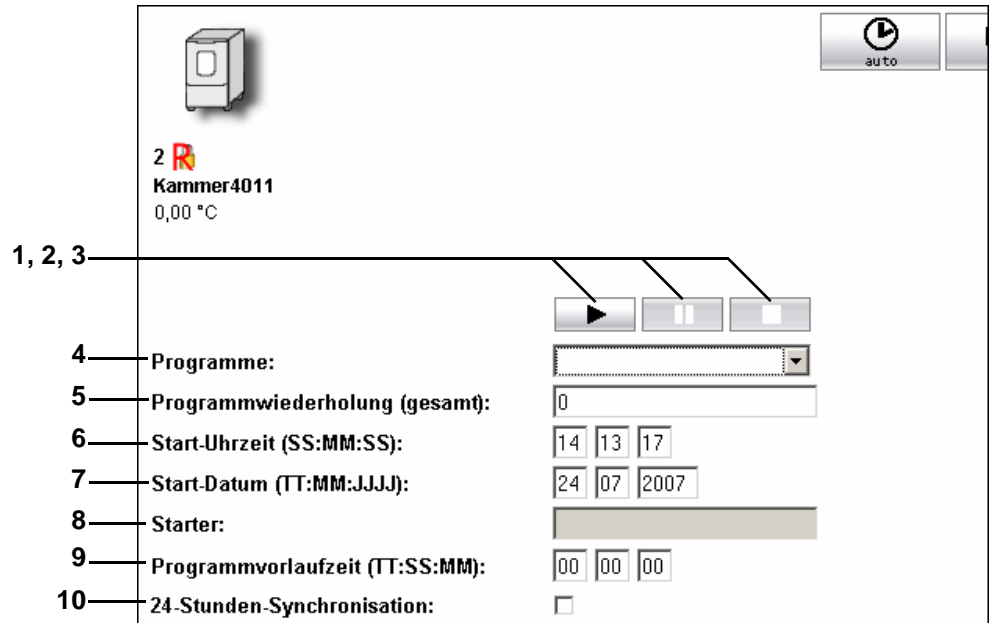 auto
2 R
Kammer4011
0,00 °C
1, 2, 3
4 Programme:
5 Programmwiederholung (gesamt): 0
6 Start-Uhrzeit (SS:MM:SS): 14 13 17
7 Start-Datum (TT:MM:JJJJ): 24 07 2007
8 Starter:
9 Programmvorlaufzeit (TT:SS:MM): 00 00 00
10 24-Stunden-Synchronisation: